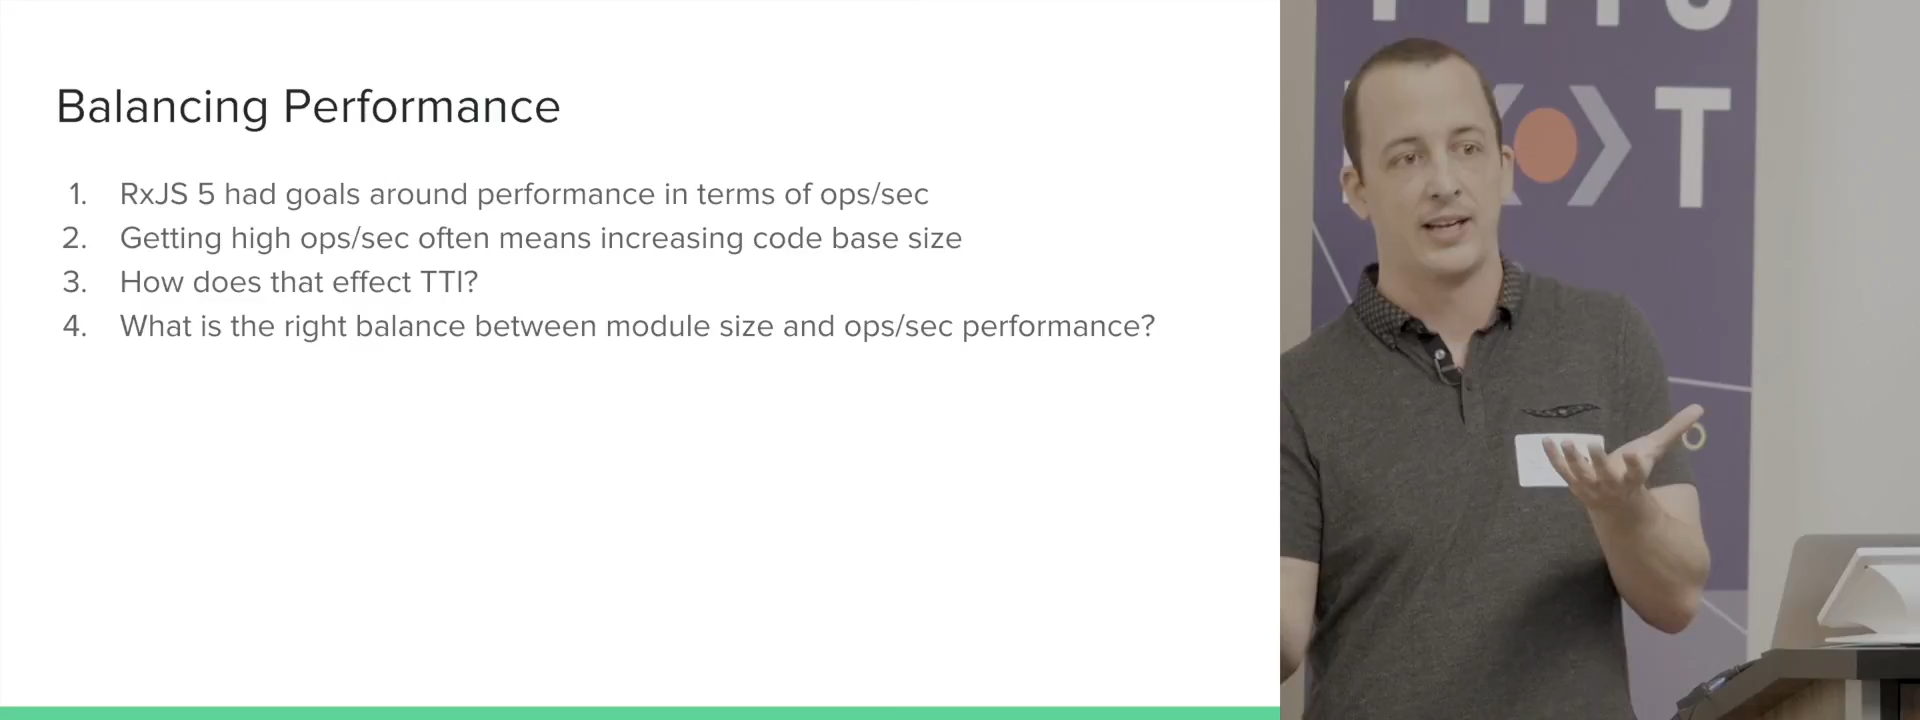 Balancing Performance
1. RxJS 5 had goals around performance in terms of ops/sec
2. Getting high ops/sec often means increasing code base size
3. How does that effect TTI?
4. What is the right balance between module size and ops/sec performance?